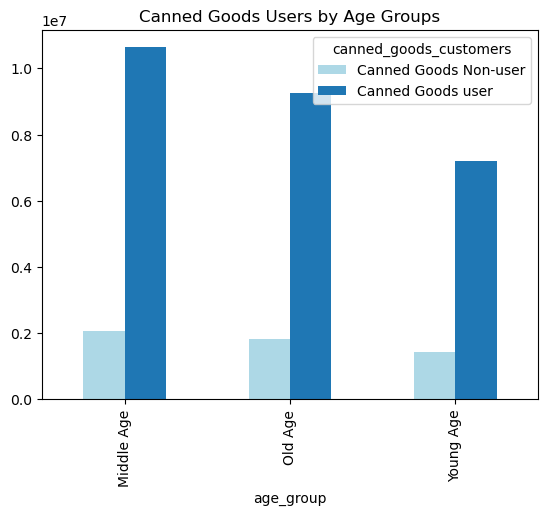 Canned Goods Users by Age Groups
1e7
canned_goods_customers
Canned Goods Non-user
Canned Goods user
1.0
0.8
0.6
0.4
0.2
0.0
Middle Age
Old Age
Young Age
age_group